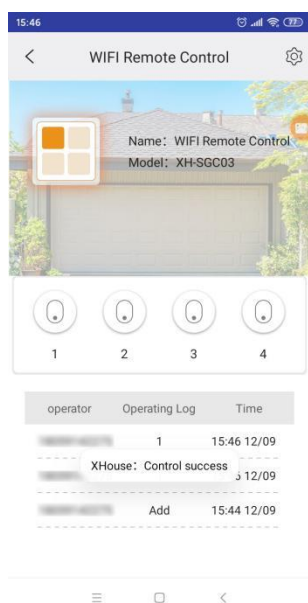 15:46
77
WIFI Remote Control
Name: WIFI Remote Control
Model: XH-SGC03
1 2 3 4
operator Operating Log Time
1 15:46 12/09
XHouse: Control success
12/09
Add 15:44 12/09